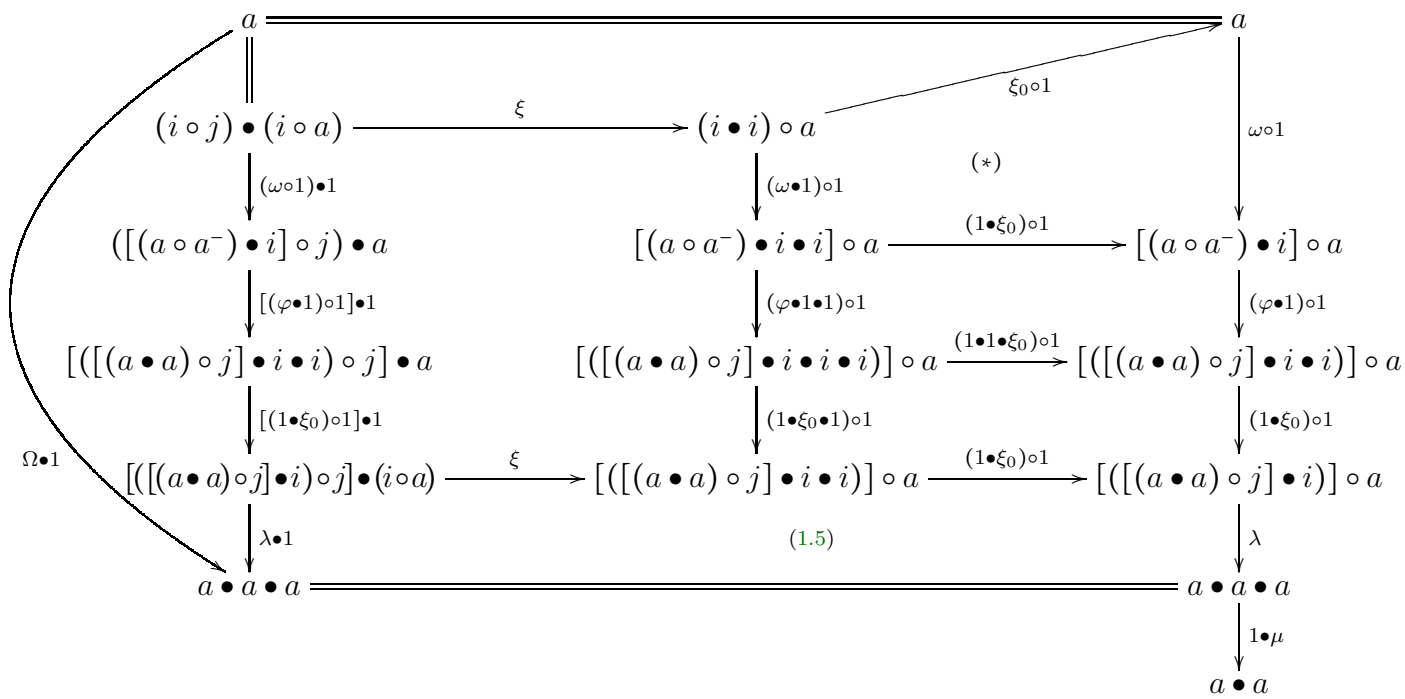 a a
ξ₀∘1
(i ∘ j) • (i ∘ a) ξ (i • i) ∘ a ω∘1
(∗)
(ω∘1)•1 (ω•1)∘1
([(a ∘ a⁻) • i] ∘ j) • a [(a ∘ a⁻) • i • i] ∘ a (1•ξ₀)∘1 [(a ∘ a⁻) • i] ∘ a
[(φ•1)∘1]•1 (φ•1•1)∘1 (φ•1)∘1
[([(a • a) ∘ j] • i • i) ∘ j] • a [([(a • a) ∘ j] • i • i • i)] ∘ a (1•1•ξ₀)∘1 [([(a • a) ∘ j] • i • i)] ∘ a
[(1•ξ₀)∘1]•1 (1•ξ₀•1)∘1 (1•ξ₀)∘1
Ω•1 [([(a•a)∘j]•i)∘j]•(i∘a) ξ [([(a • a) ∘ j] • i • i)] ∘ a (1•ξ₀)∘1 [([(a • a) ∘ j] • i)] ∘ a
λ•1 (1.5) λ
a • a • a a • a • a
1•μ
a • a